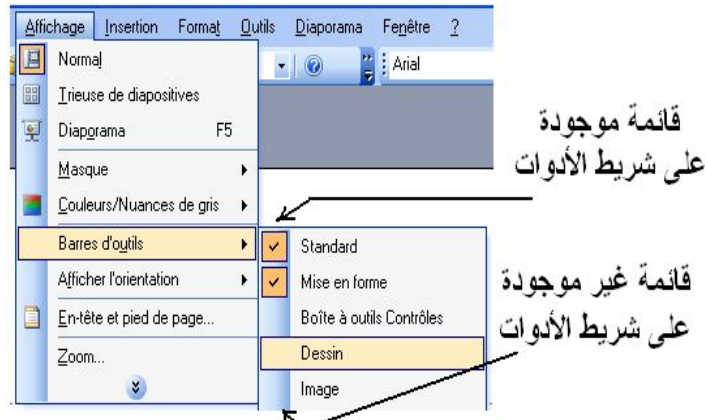 Affichage Insertion Format Outils Diaporama Fenêtre ?
Normal
Arial
Trieuse de diapositives
Diaporama F5
Masque
Couleurs/Nuances de gris
Barres d'outils
Standard
Afficher l'orientation
Mise en forme
En-tête et pied de page...
Boîte à outils Contrôles
Zoom...
Dessin
Image
قائمة موجودة
على شريط الأدوات
قائمة غير موجودة
على شريط الأدوات